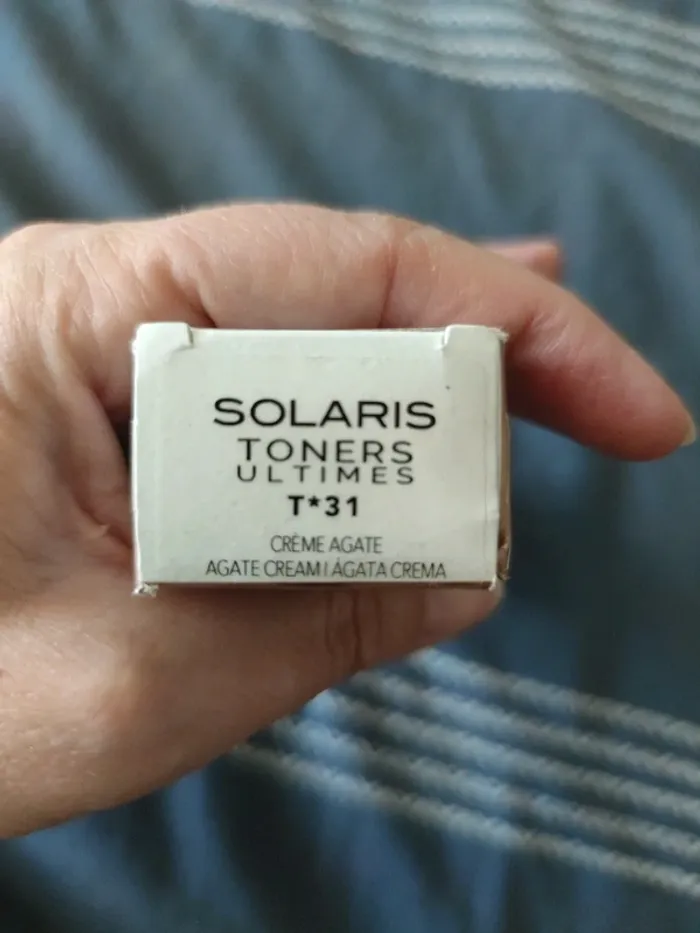 SOLARIS
TONERS
ULTIMES
T*31
CRÈME AGATE
AGATE CREAM | ÁGATA CREMA